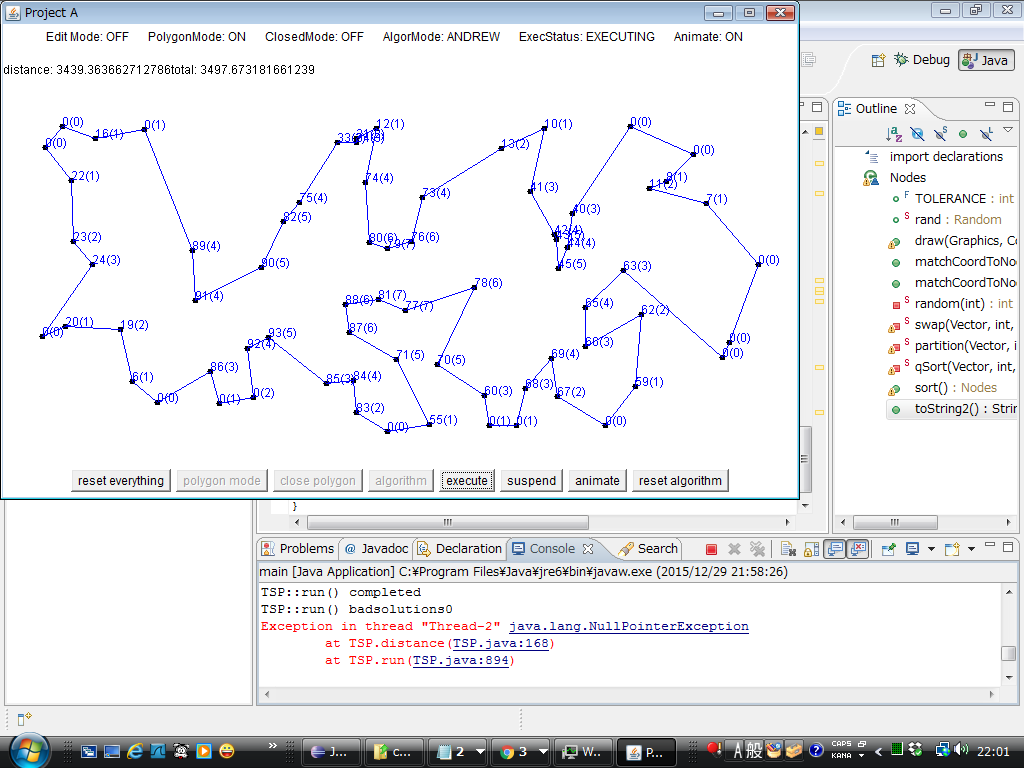 Project A
Edit Mode: OFF PolygonMode: ON ClosedMode: OFF AlgorMode: ANDREW ExecStatus: EXECUTING Animate: ON
distance: 3439.363662712786total: 3497.673181661239
0(0) 16(1) 0(1) 12(1) 10(1) 0(0)
0(0) 13(2) 0(0)
22(1) 74(4) 9(1)
75(4) 73(4) 41(3) 11(2) 7(1)
82(5) 40(3)
23(2) 89(4) 80(6) 76(6) 44(4)
24(3) 90(5) 45(5) 63(3) 0(0)
91(4) 88(6) 81(7) 77(7) 78(6) 65(4) 62(2)
0(0) 20(1) 19(2) 93(5) 87(6) 66(3) 0(0)
92(4) 71(5) 70(5) 69(4) 0(0)
6(1) 86(3) 85(3) 84(4) 68(3) 59(1)
0(0) 0(1) 0(2) 83(2) 60(3) 67(2)
0(0) 55(1) 0(1) 0(1) 0(0)
reset everything polygon mode close polygon algorithm execute suspend animate reset algorithm
Debug Java
Outline
import declarations
Nodes
TOLERANCE : int
rand : Random
draw(Graphics, Co
matchCoordToNo
matchCoordToNo
random(int) : int
swap(Vector, int,
partition(Vector, i
qSort(Vector, int,
sort() : Nodes
toString2() : Strin
}
Problems @ Javadoc Declaration Console Search
main [Java Application] C:¥Program Files¥Java¥jre6¥bin¥javaw.exe (2015/12/29 21:58:26)
TSP::run() completed
TSP::run() badsolutions0
Exception in thread "Thread-2" java.lang.NullPointerException
at TSP.distance(TSP.java:168)
at TSP.run(TSP.java:894)
J... c... 2 3 W... P... A 般 CAPS KANA 22:01